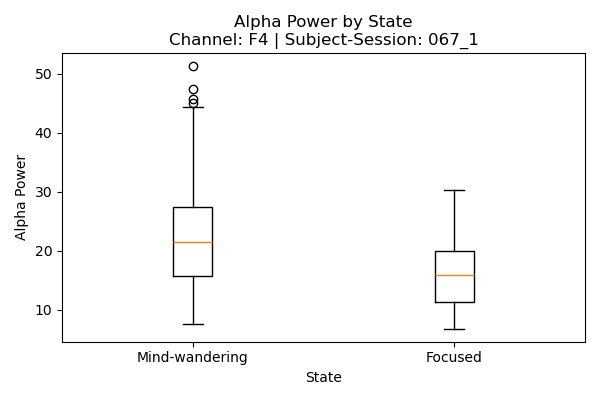 Alpha Power by State
Channel: F4 | Subject-Session: 067_1
Alpha Power
50
40
30
20
10
Mind-wandering
Focused
State